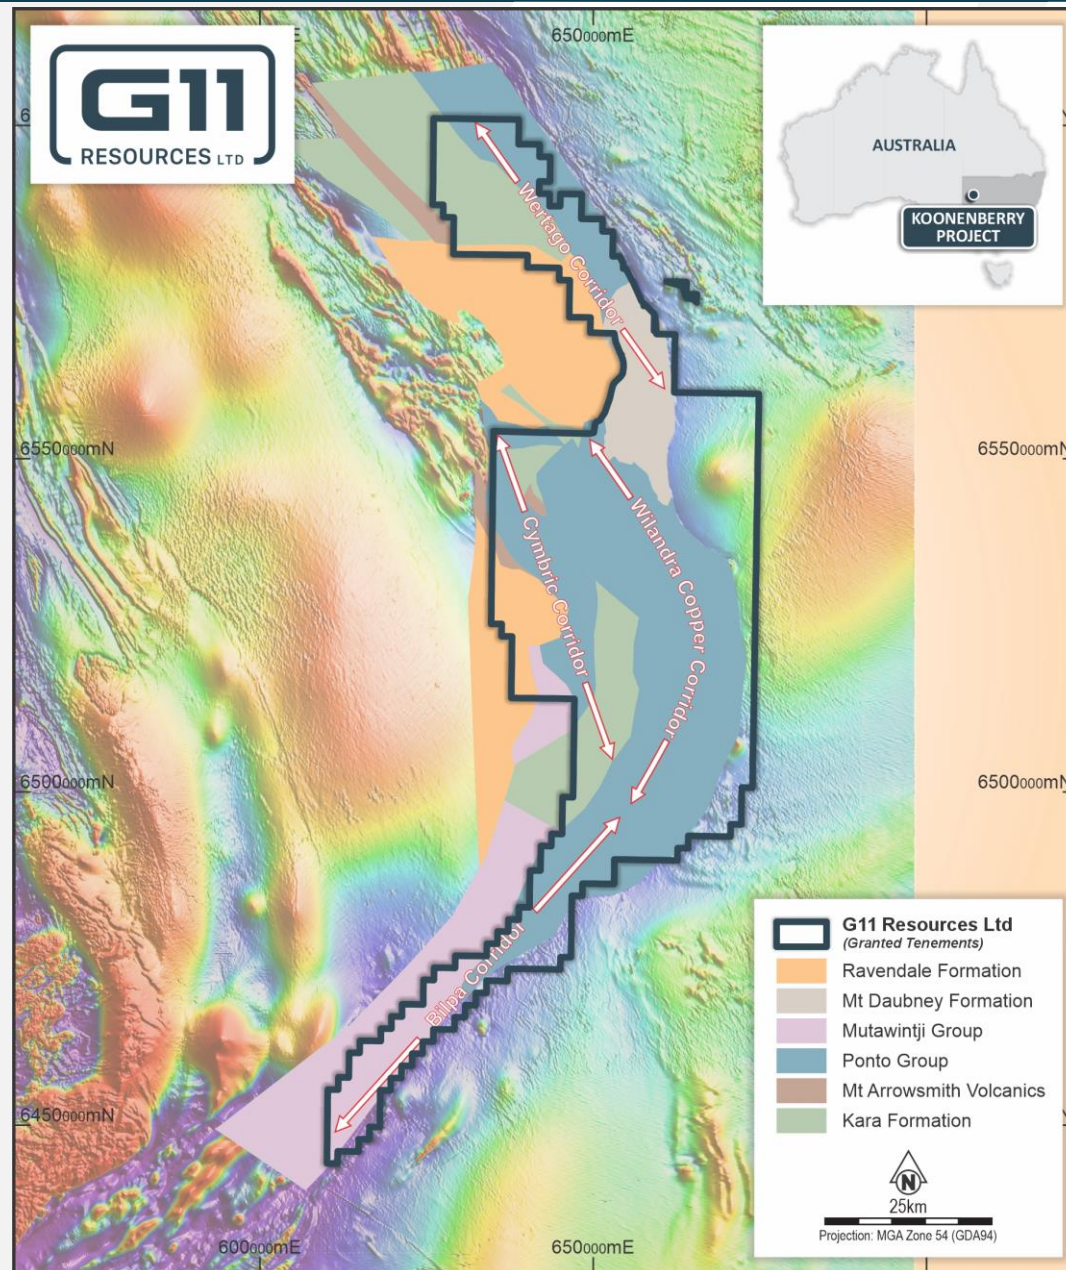 G11
RESOURCES LTD
650000mE
AUSTRALIA
KOONENBERRY
PROJECT
Wertago Corridor
6550000mN
6550000mN
Cymbric Corridor
Wilandra Copper Corridor
6500000mN
6500000mN
Bilpa Corridor
G11 Resources Ltd
(Granted Tenements)
Ravendale Formation
Mt Daubney Formation
Mutawintji Group
Ponto Group
Mt Arrowsmith Volcanics
Kara Formation
N
25km
Projection: MGA Zone 54 (GDA94)
6450000mN
600000mE
650000mE